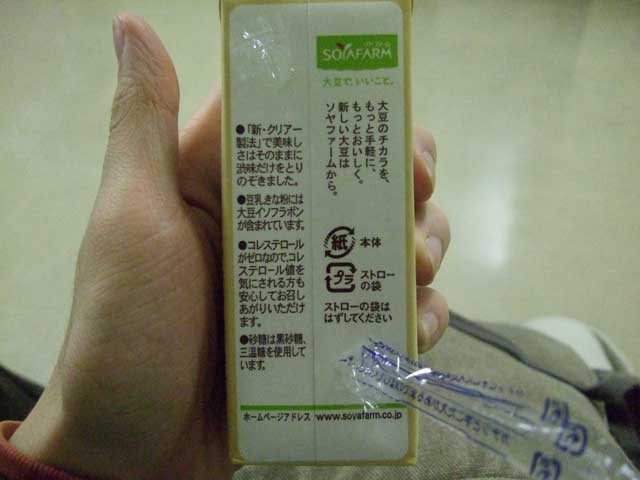 ソヤファーム
SOYAFARM
大豆で、いいこと。
大豆のチカラを、
もっと手軽に、
もっとおいしく。
新しい大豆は
ソヤファームから。
●「新・クリアー
製法」で美味し
さはそのままに
渋味だけをとり
のぞきました。
●豆乳、きな粉には
大豆イソフラボン
が含まれています。
●コレステロール
がゼロなので、コレ
ステロール値を
気にされる方も
安心してお召し
あがりいただけ
ます。
●砂糖は黒砂糖、
三温糖を使用して
います。
紙 本体
プラ ストロー
の袋
ストローの袋は
はずしてください
ホームページアドレス www.soyafarm.co.jp